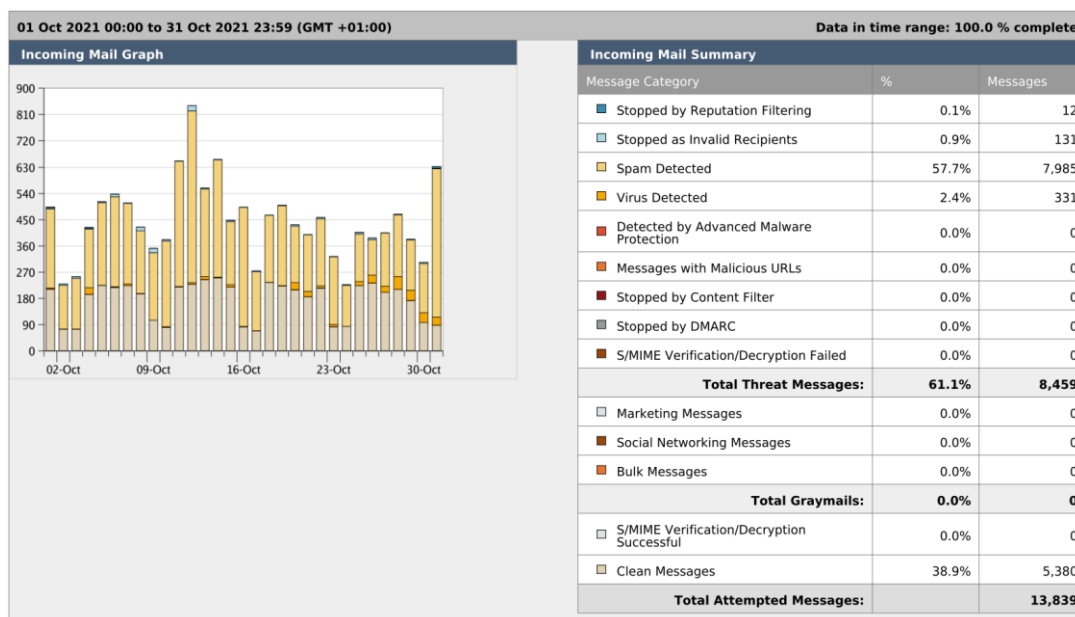 01 Oct 2021 00:00 to 31 Oct 2021 23:59 (GMT +01:00) Data in time range: 100.0 % complete
Incoming Mail Graph
900
810
720
630
540
450
360
270
180
90
0
02-Oct 09-Oct 16-Oct 23-Oct 30-Oct
Incoming Mail Summary
Message Category % Messages
Stopped by Reputation Filtering 0.1% 12
Stopped as Invalid Recipients 0.9% 131
Spam Detected 57.7% 7,985
Virus Detected 2.4% 331
Detected by Advanced Malware
Protection 0.0% 0
Messages with Malicious URLs 0.0% 0
Stopped by Content Filter 0.0% 0
Stopped by DMARC 0.0% 0
S/MIME Verification/Decryption Failed 0.0% 0
Total Threat Messages: 61.1% 8,459
Marketing Messages 0.0% 0
Social Networking Messages 0.0% 0
Bulk Messages 0.0% 0
Total Graymails: 0.0% 0
S/MIME Verification/Decryption
Successful 0.0% 0
Clean Messages 38.9% 5,380
Total Attempted Messages: 13,839